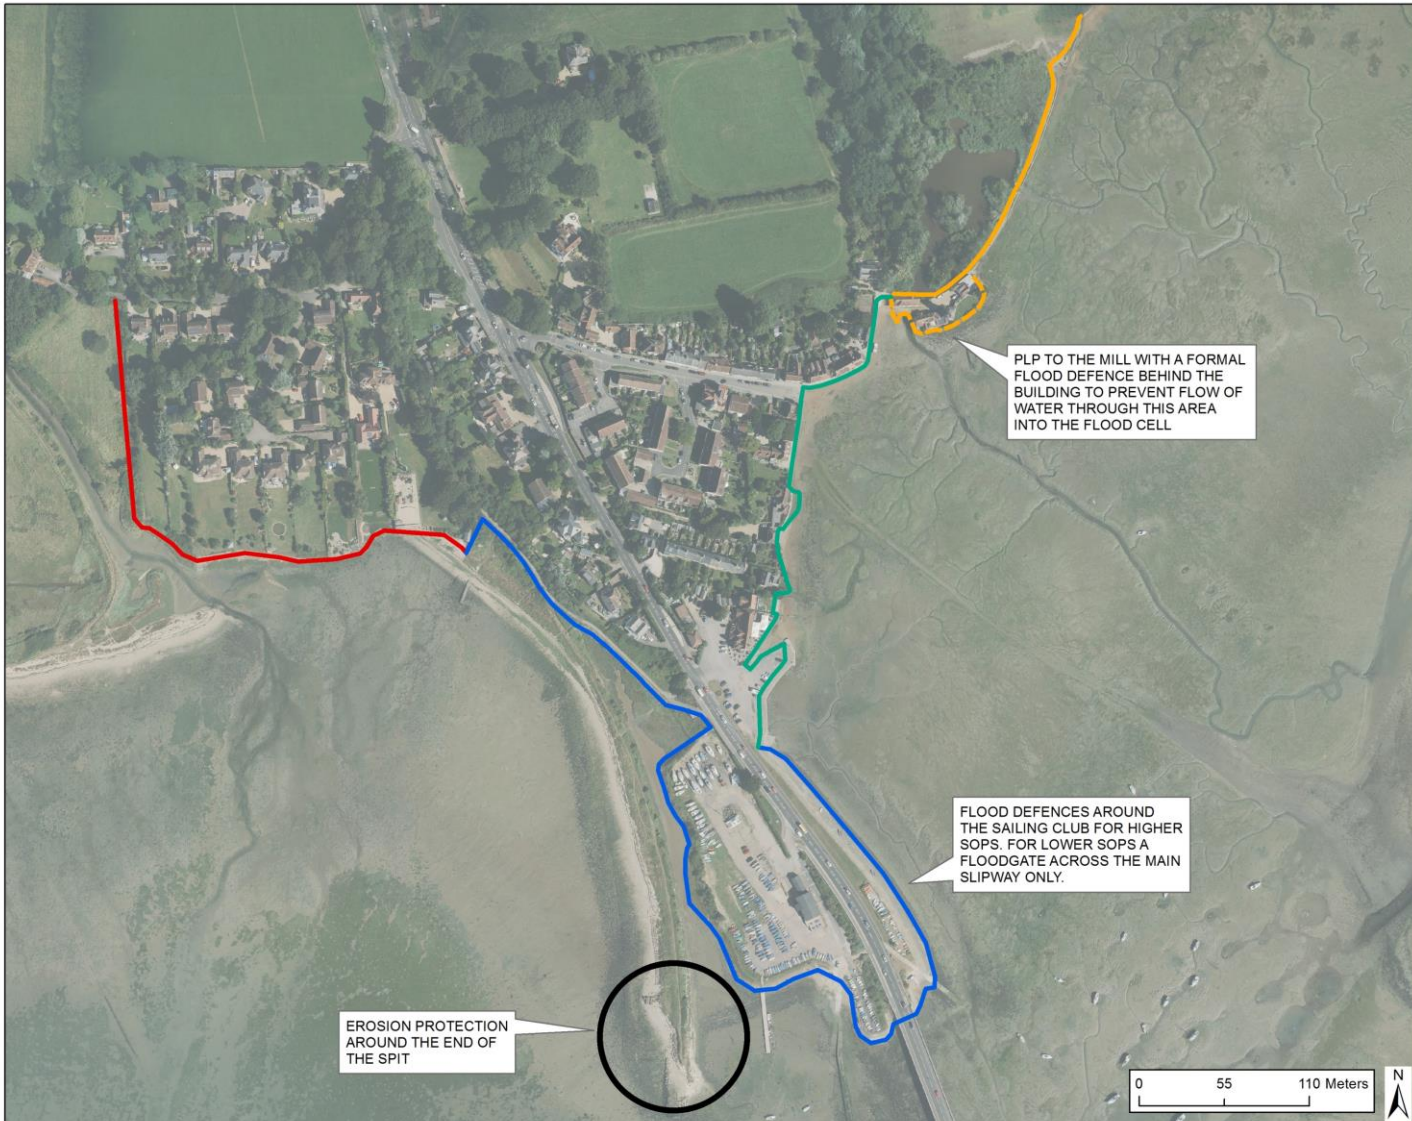 PLP TO THE MILL WITH A FORMAL
FLOOD DEFENCE BEHIND THE
BUILDING TO PREVENT FLOW OF
WATER THROUGH THIS AREA
INTO THE FLOOD CELL
FLOOD DEFENCES AROUND
THE SAILING CLUB FOR HIGHER
SOPS. FOR LOWER SOPS A
FLOODGATE ACROSS THE MAIN
SLIPWAY ONLY.
EROSION PROTECTION
AROUND THE END OF
THE SPIT
0 55 110 Meters
N